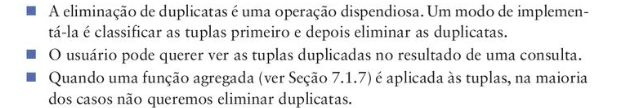 ■ A eliminação de duplicatas é uma operação dispendiosa. Um modo de implemen-
tá-la é classificar as tuplas primeiro e depois eliminar as duplicatas.
■ O usuário pode querer ver as tuplas duplicadas no resultado de uma consulta.
■ Quando uma função agregada (ver Seção 7.1.7) é aplicada às tuplas, na maioria
dos casos não queremos eliminar duplicatas.